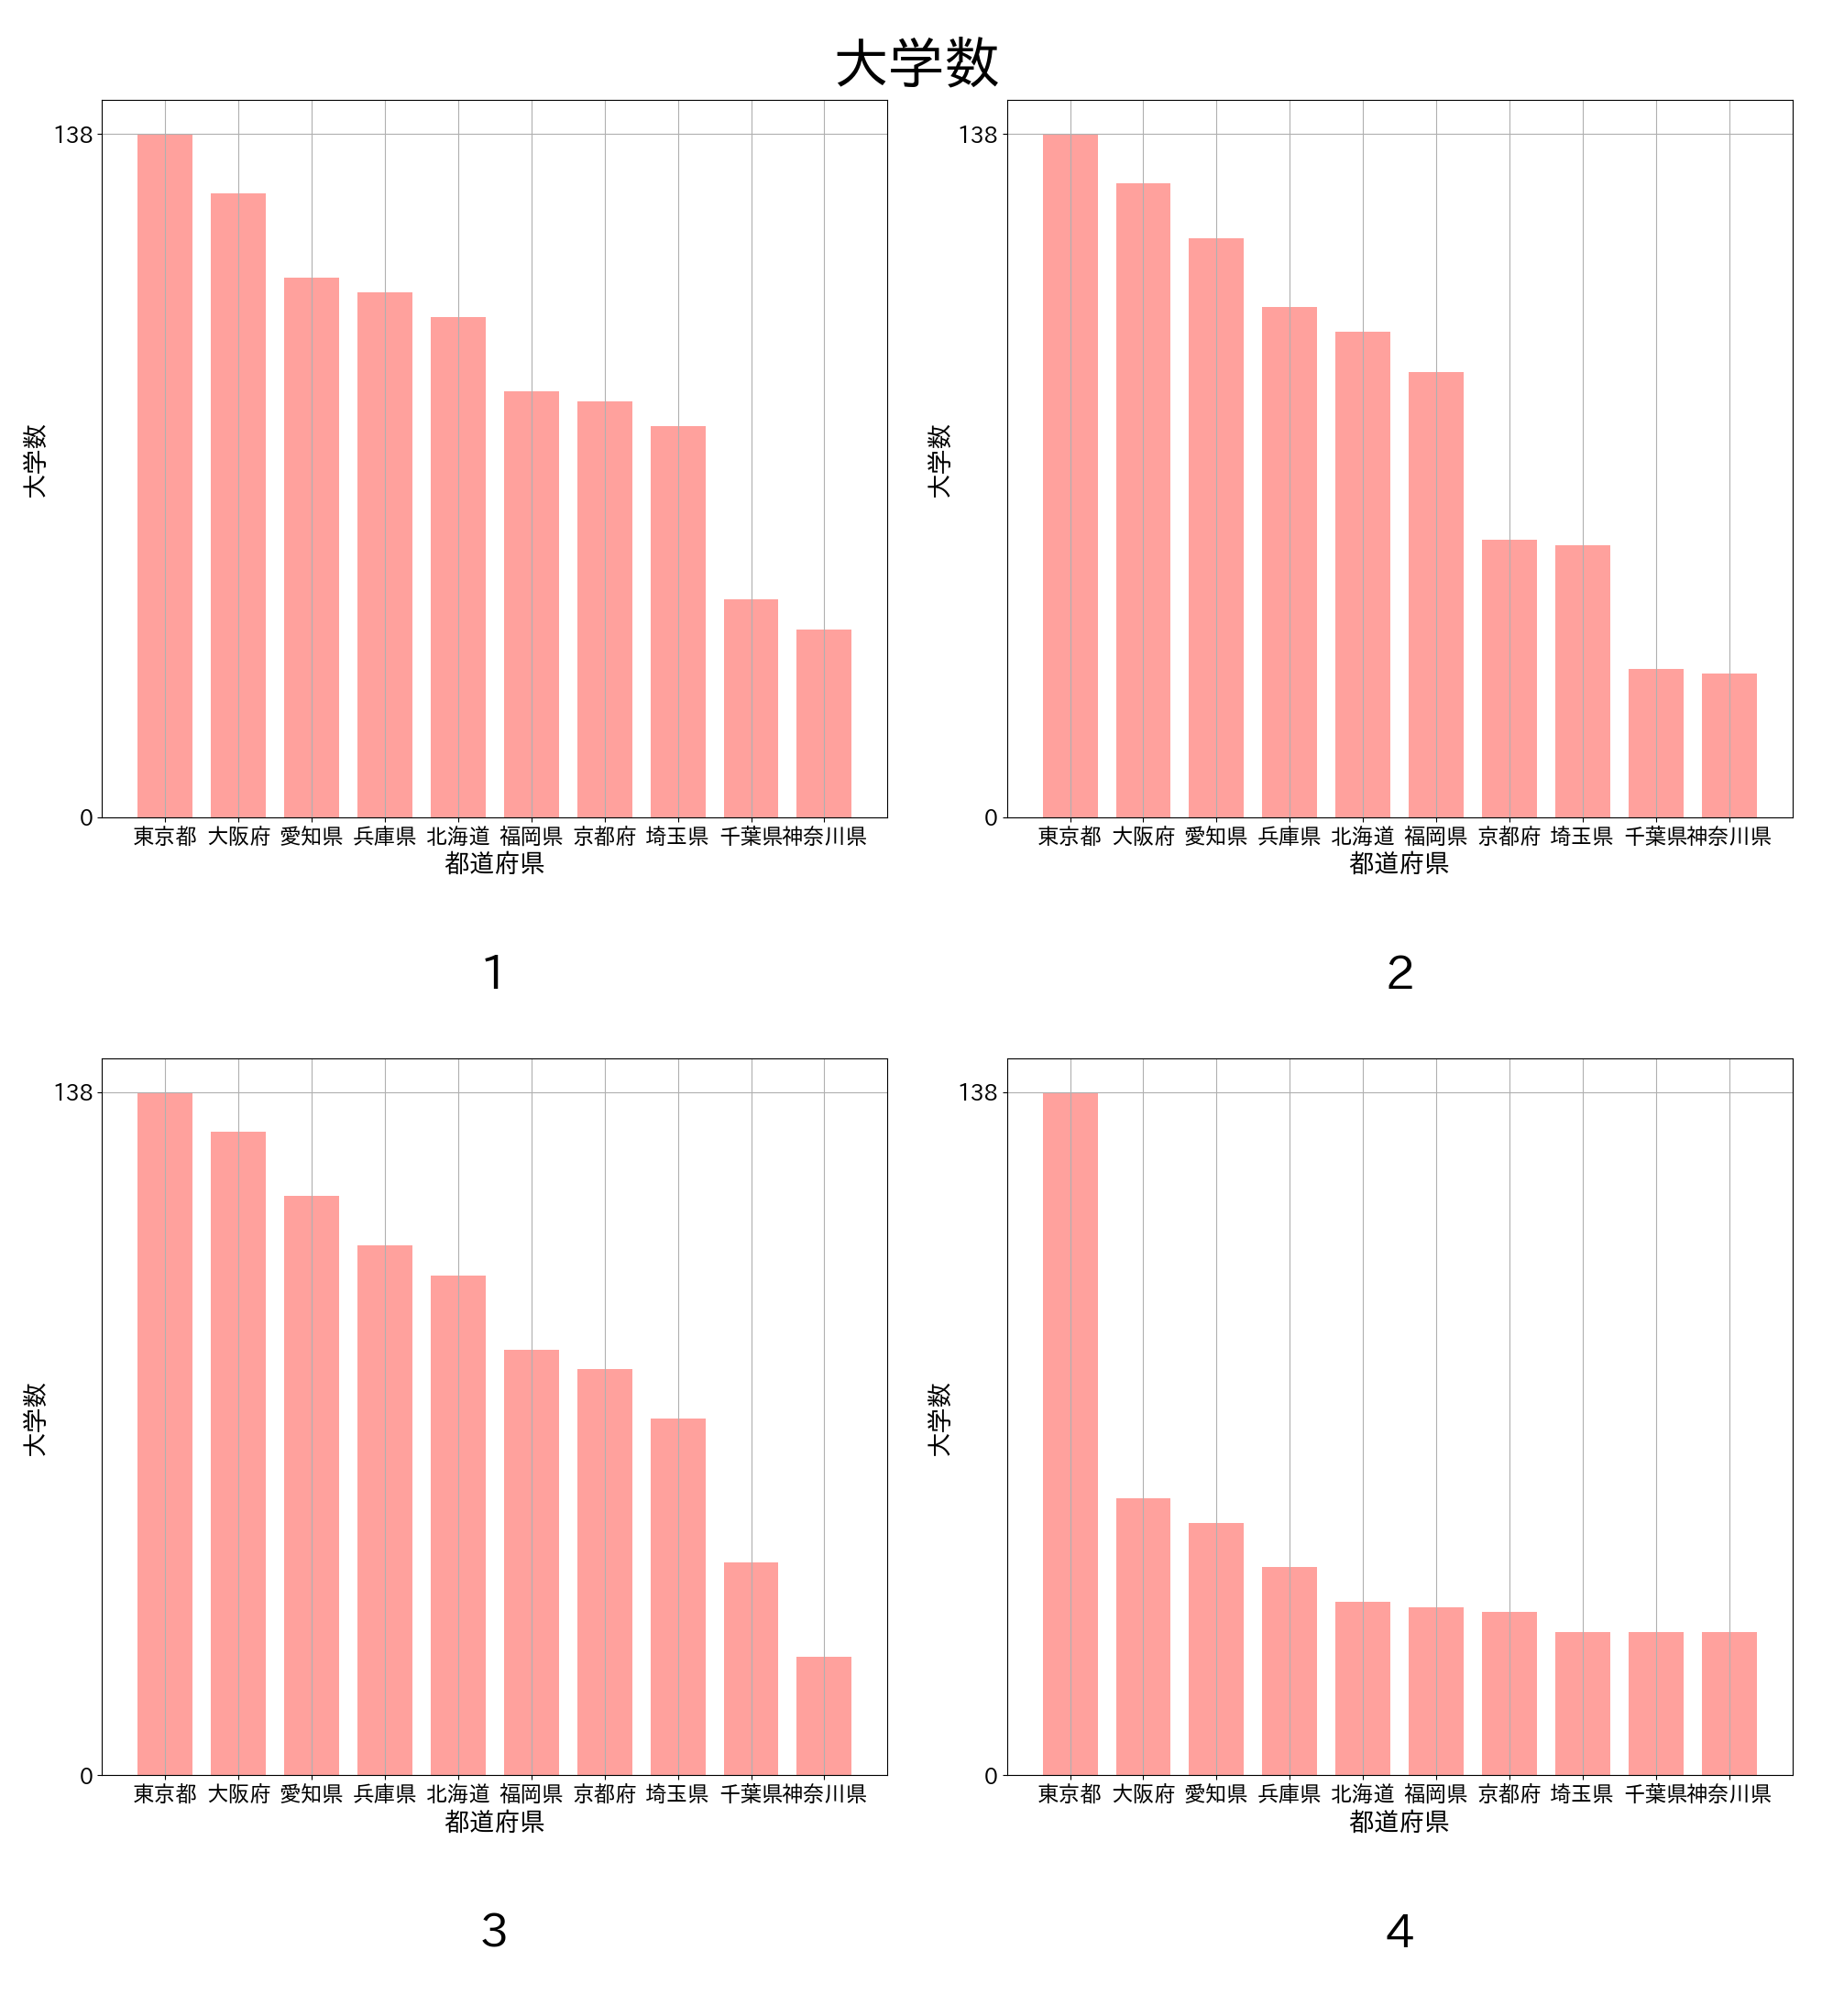 大学数
138
0
大学数
東京都 大阪府 愛知県 兵庫県 北海道 福岡県 京都府 埼玉県 千葉県 神奈川県
都道府県
1
138
0
大学数
東京都 大阪府 愛知県 兵庫県 北海道 福岡県 京都府 埼玉県 千葉県 神奈川県
都道府県
2
138
0
大学数
東京都 大阪府 愛知県 兵庫県 北海道 福岡県 京都府 埼玉県 千葉県 神奈川県
都道府県
3
138
0
大学数
東京都 大阪府 愛知県 兵庫県 北海道 福岡県 京都府 埼玉県 千葉県 神奈川県
都道府県
4